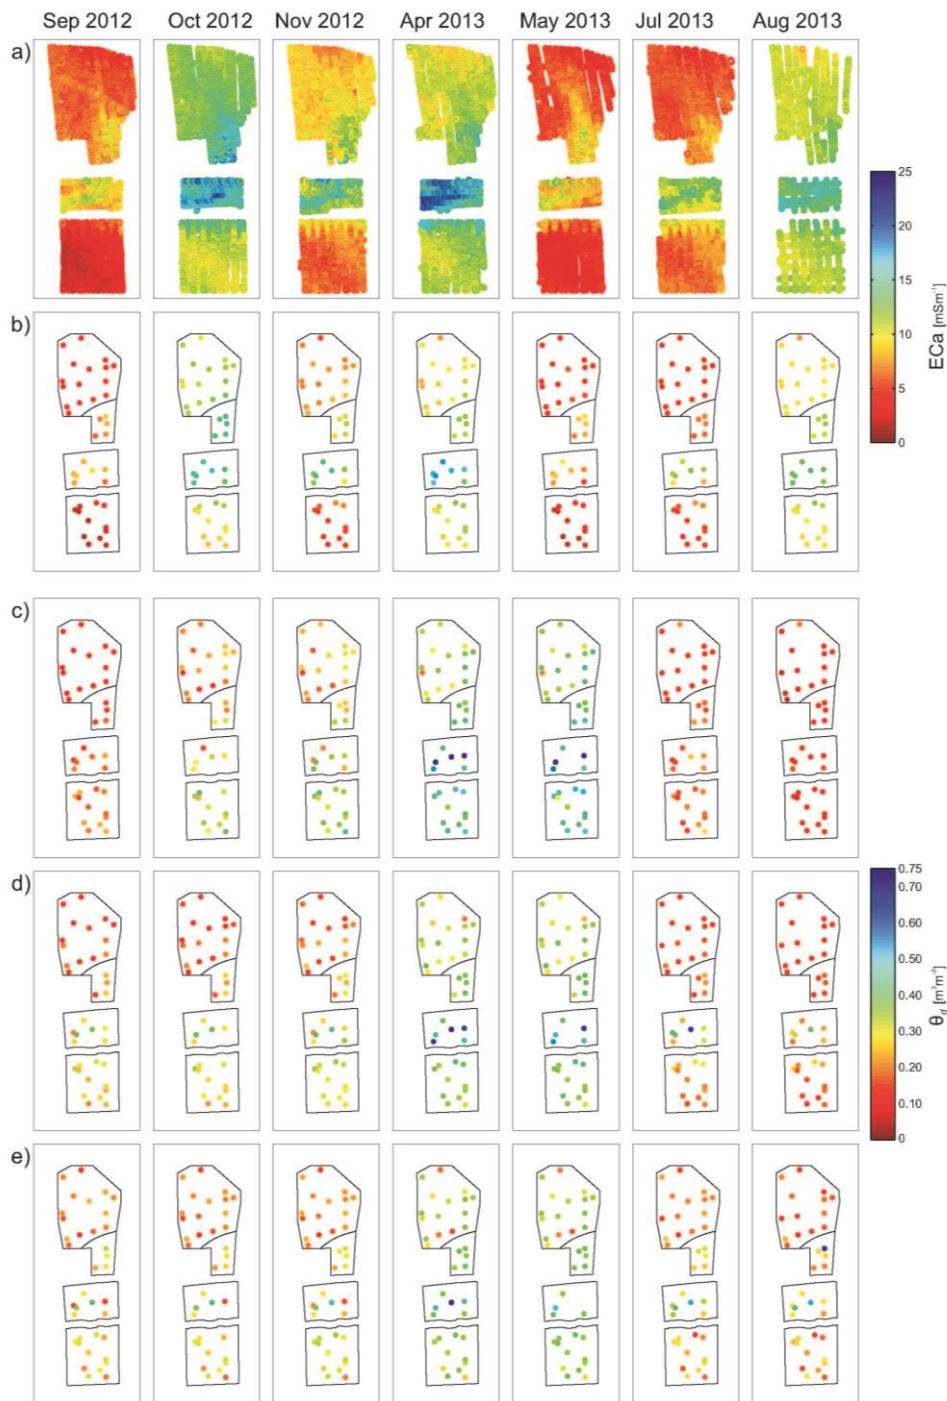 Sep 2012 Oct 2012 Nov 2012 Apr 2013 May 2013 Jul 2013 Aug 2013
a)
25
20
15
10
5
0
ECa [mSm⁻¹]
b)
c)
d)
0.75
0.70
0.60
0.50
0.40
0.30
0.20
0.10
0
θd [m³m⁻³]
e)